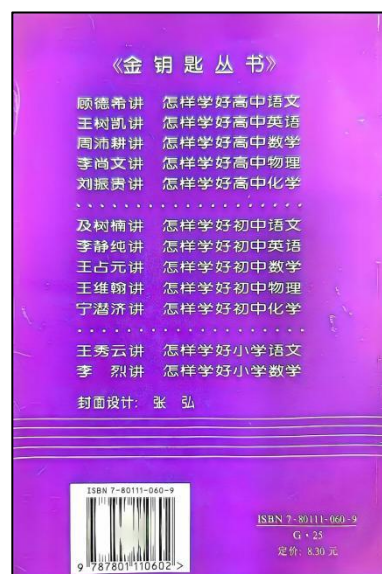 《金钥匙丛书》
顾德希讲 怎样学好高中语文
王树凯讲 怎样学好高中英语
周沛耕讲 怎样学好高中数学
李尚文讲 怎样学好高中物理
刘振贵讲 怎样学好高中化学
及树楠讲 怎样学好初中语文
李静纯讲 怎样学好初中英语
王占元讲 怎样学好初中数学
王维翰讲 怎样学好初中物理
宁潜济讲 怎样学好初中化学
王秀云讲 怎样学好小学语文
李 烈讲 怎样学好小学数学
封面设计: 张 弘
ISBN 7-80111-060-9
9 787801 110602 >
ISBN 7-80111-060-9
G·25
定价: 8.30 元